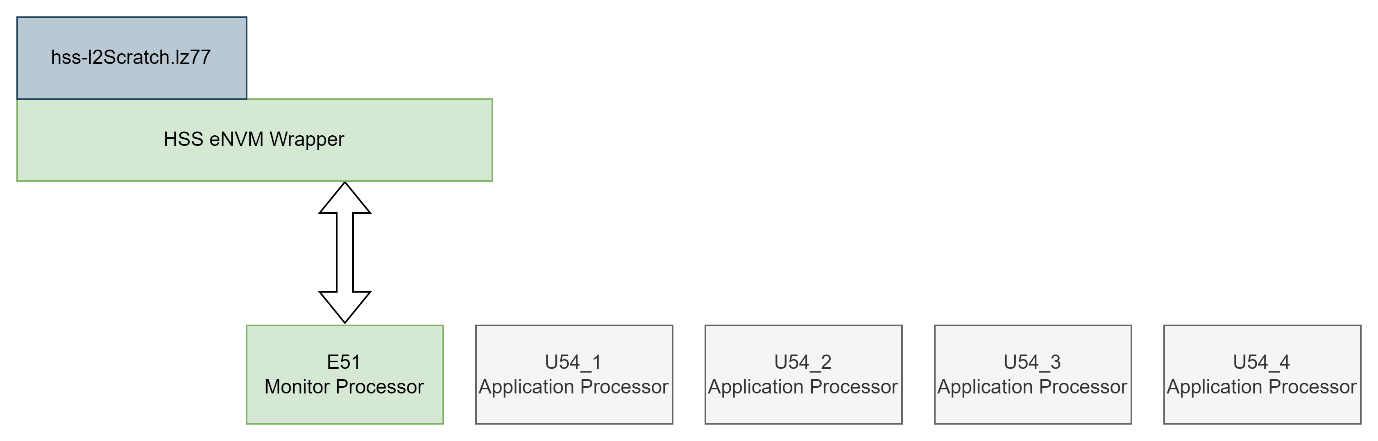 hss-l2Scratch.lz77
HSS eNVM Wrapper
E51
Monitor Processor
U54_1
Application Processor
U54_2
Application Processor
U54_3
Application Processor
U54_4
Application Processor